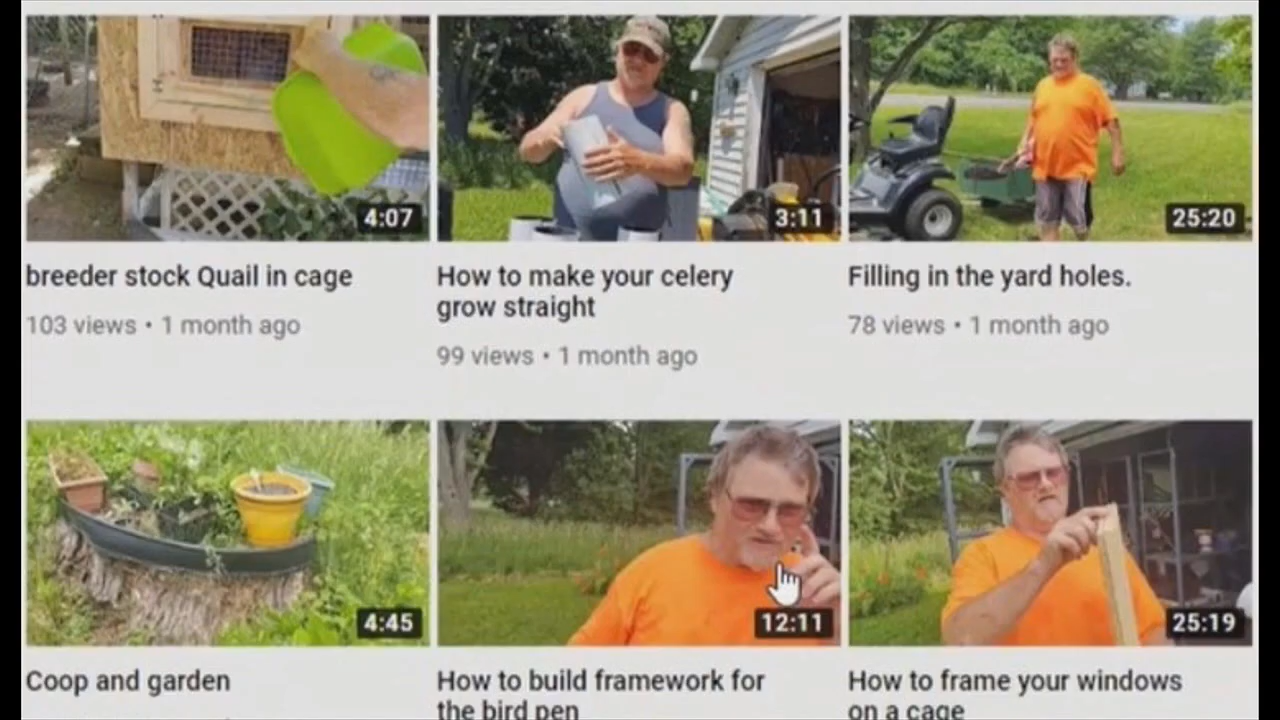 4:07
3:11
25:20
breeder stock Quail in cage
How to make your celery
grow straight
Filling in the yard holes.
103 views • 1 month ago
99 views • 1 month ago
78 views • 1 month ago
4:45
12:11
25:19
Coop and garden
How to build framework for
the bird pen
How to frame your windows
on a cage